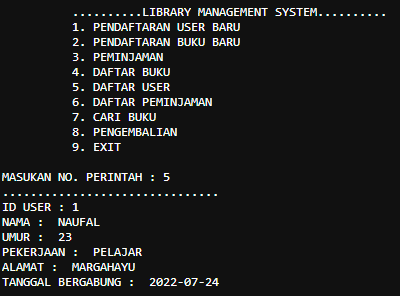 ..........LIBRARY MANAGEMENT SYSTEM..........
1. PENDAFTARAN USER BARU
2. PENDAFTARAN BUKU BARU
3. PEMINJAMAN
4. DAFTAR BUKU
5. DAFTAR USER
6. DAFTAR PEMINJAMAN
7. CARI BUKU
8. PENGEMBALIAN
9. EXIT
MASUKAN NO. PERINTAH : 5
...............................
ID USER : 1
NAMA :  NAUFAL
UMUR :  23
PEKERJAAN :  PELAJAR
ALAMAT :  MARGAHAYU
TANGGAL BERGABUNG :  2022-07-24